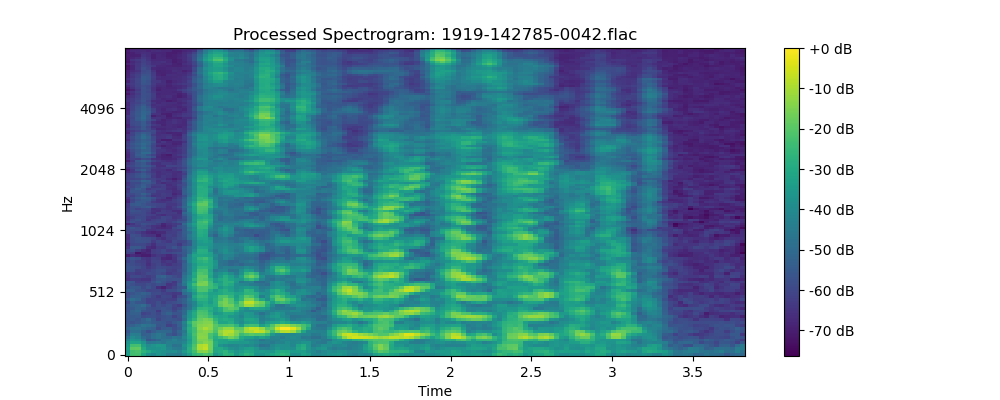 Processed Spectrogram: 1919-142785-0042.flac
+0 dB
4096
-10 dB
-20 dB
2048
-30 dB
Hz
-40 dB
1024
-50 dB
512
-60 dB
-70 dB
0
0 0.5 1 1.5 2 2.5 3 3.5
Time